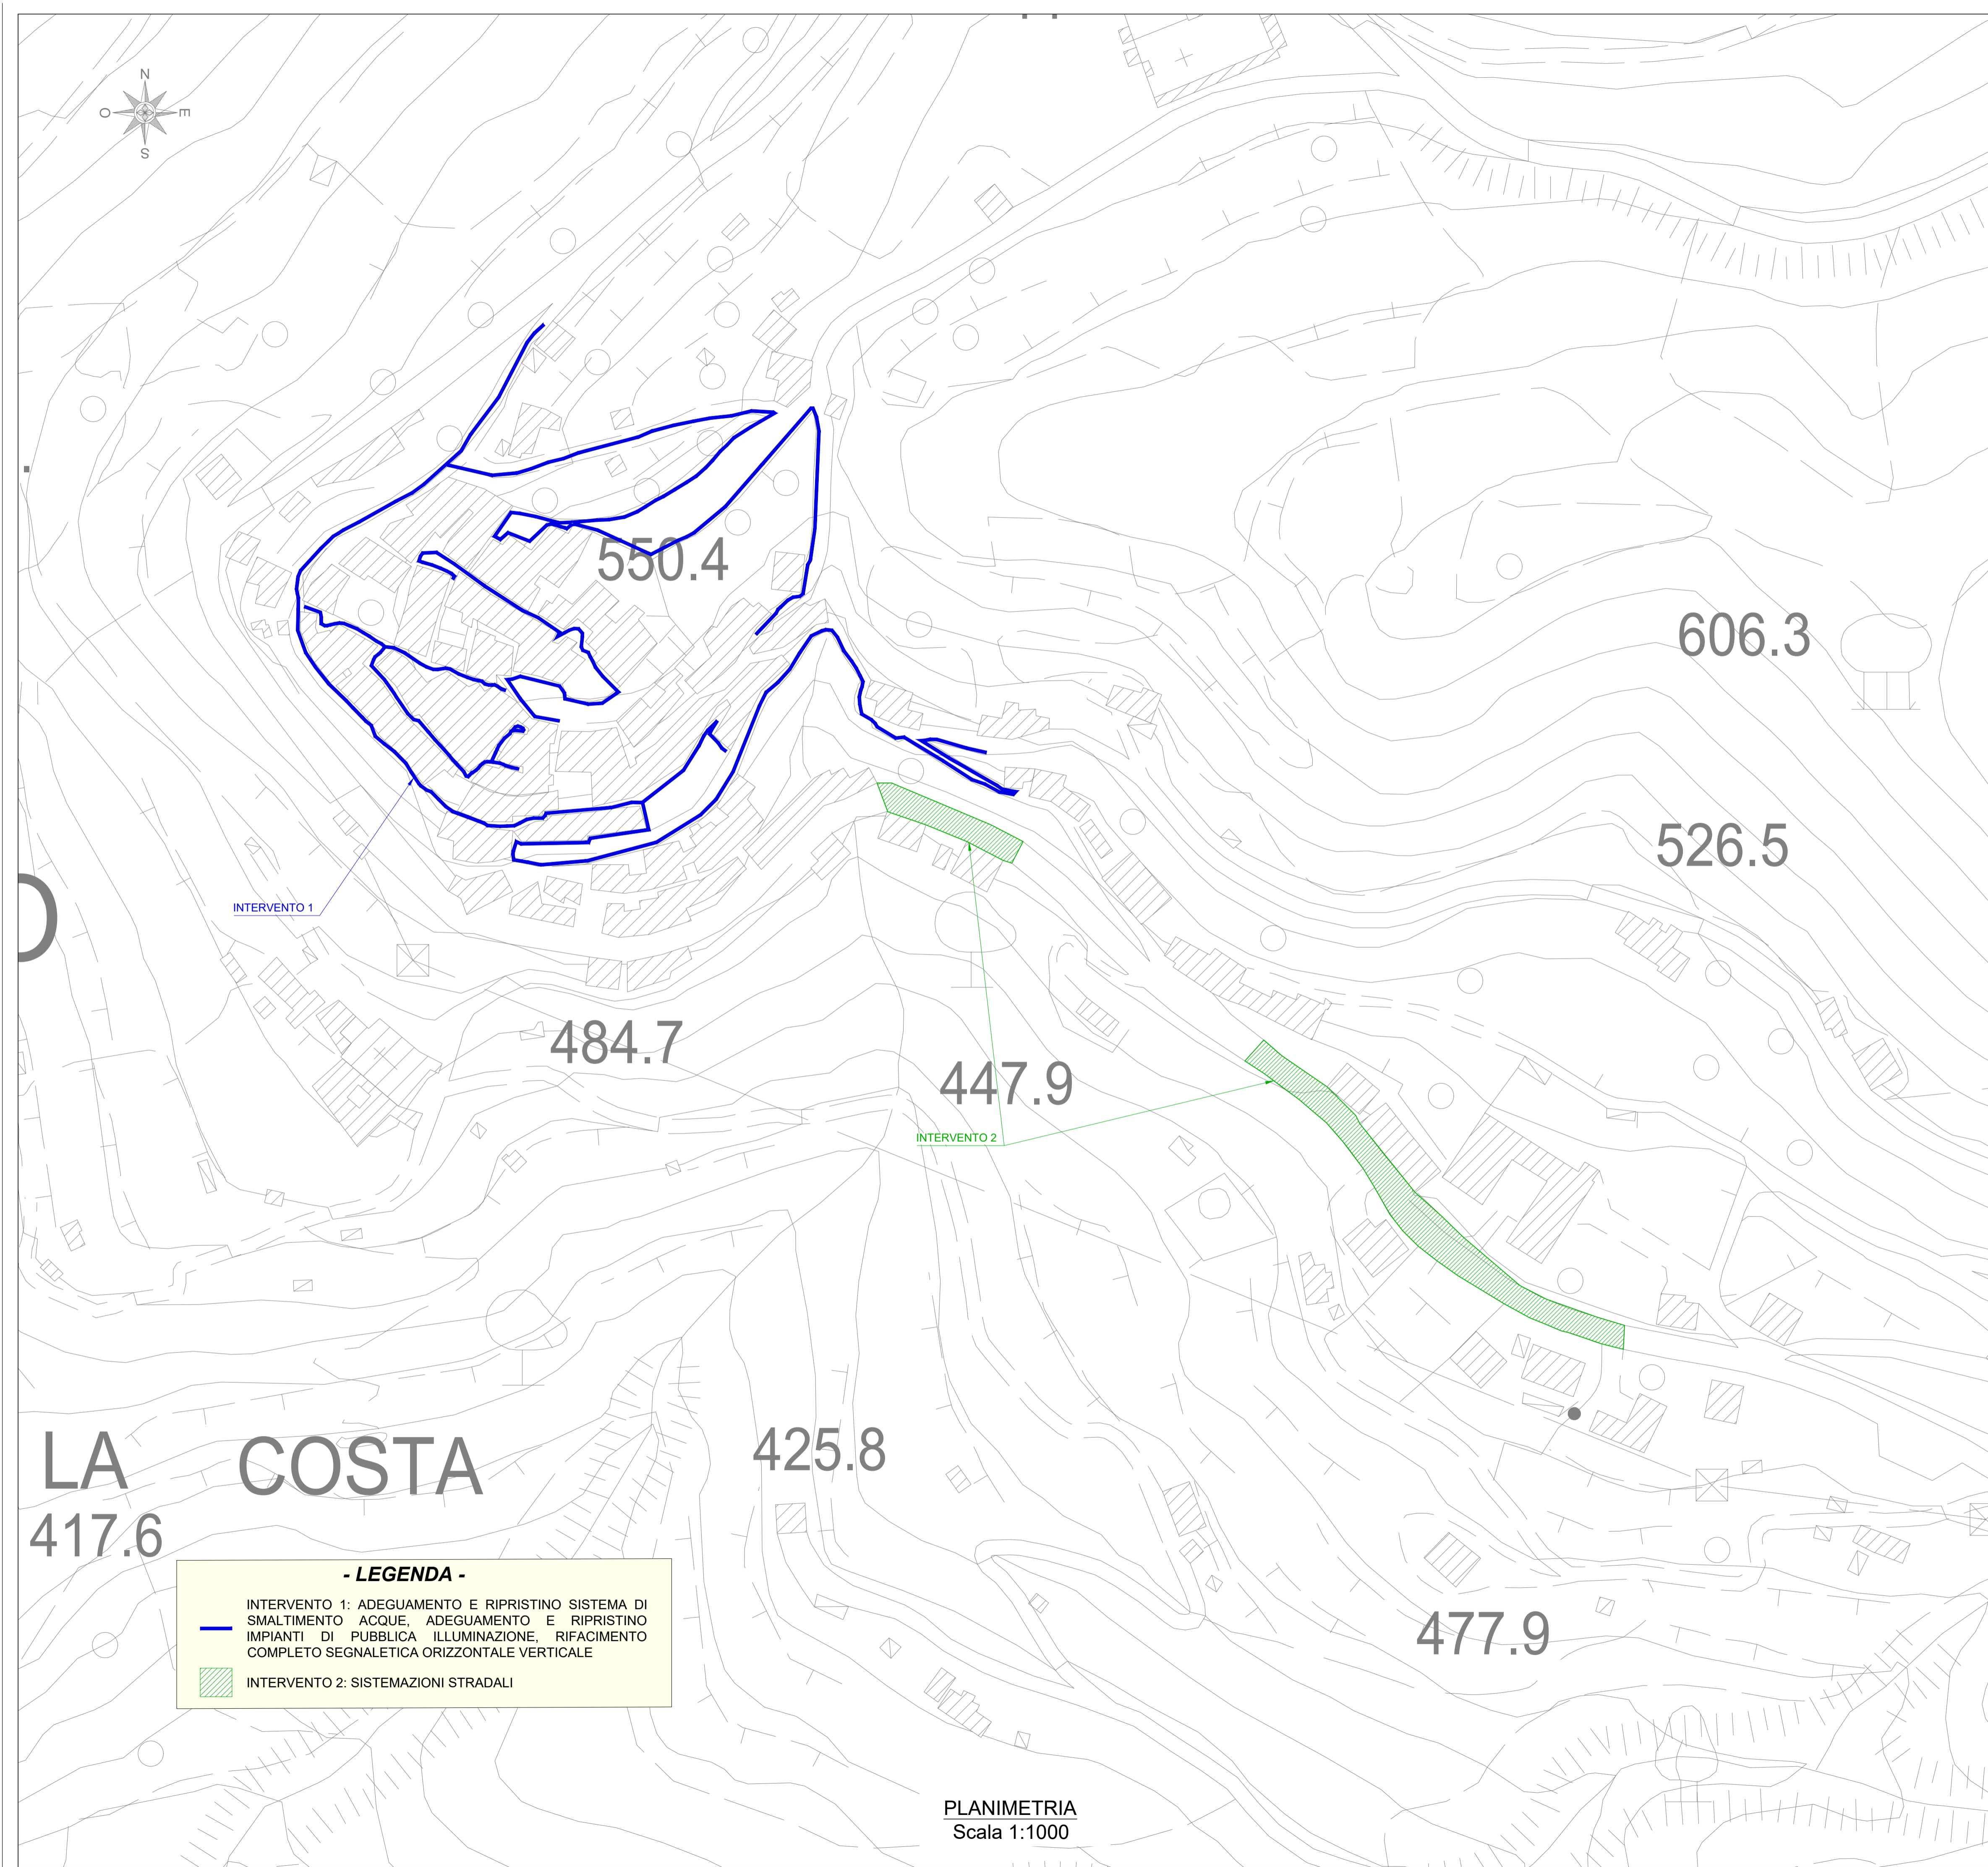 N
O
E
S
550.4
606.3
526.5
INTERVENTO 1
484.7
447.9
INTERVENTO 2
LA COSTA
425.8
417.6
- LEGENDA -
INTERVENTO 1: ADEGUAMENTO E RIPRISTINO SISTEMA DI
SMALTIMENTO ACQUE, ADEGUAMENTO E RIPRISTINO
IMPIANTI DI PUBBLICA ILLUMINAZIONE, RIFACIMENTO
COMPLETO SEGNALETICA ORIZZONTALE VERTICALE
INTERVENTO 2: SISTEMAZIONI STRADALI
477.9
PLANIMETRIA
Scala 1:1000